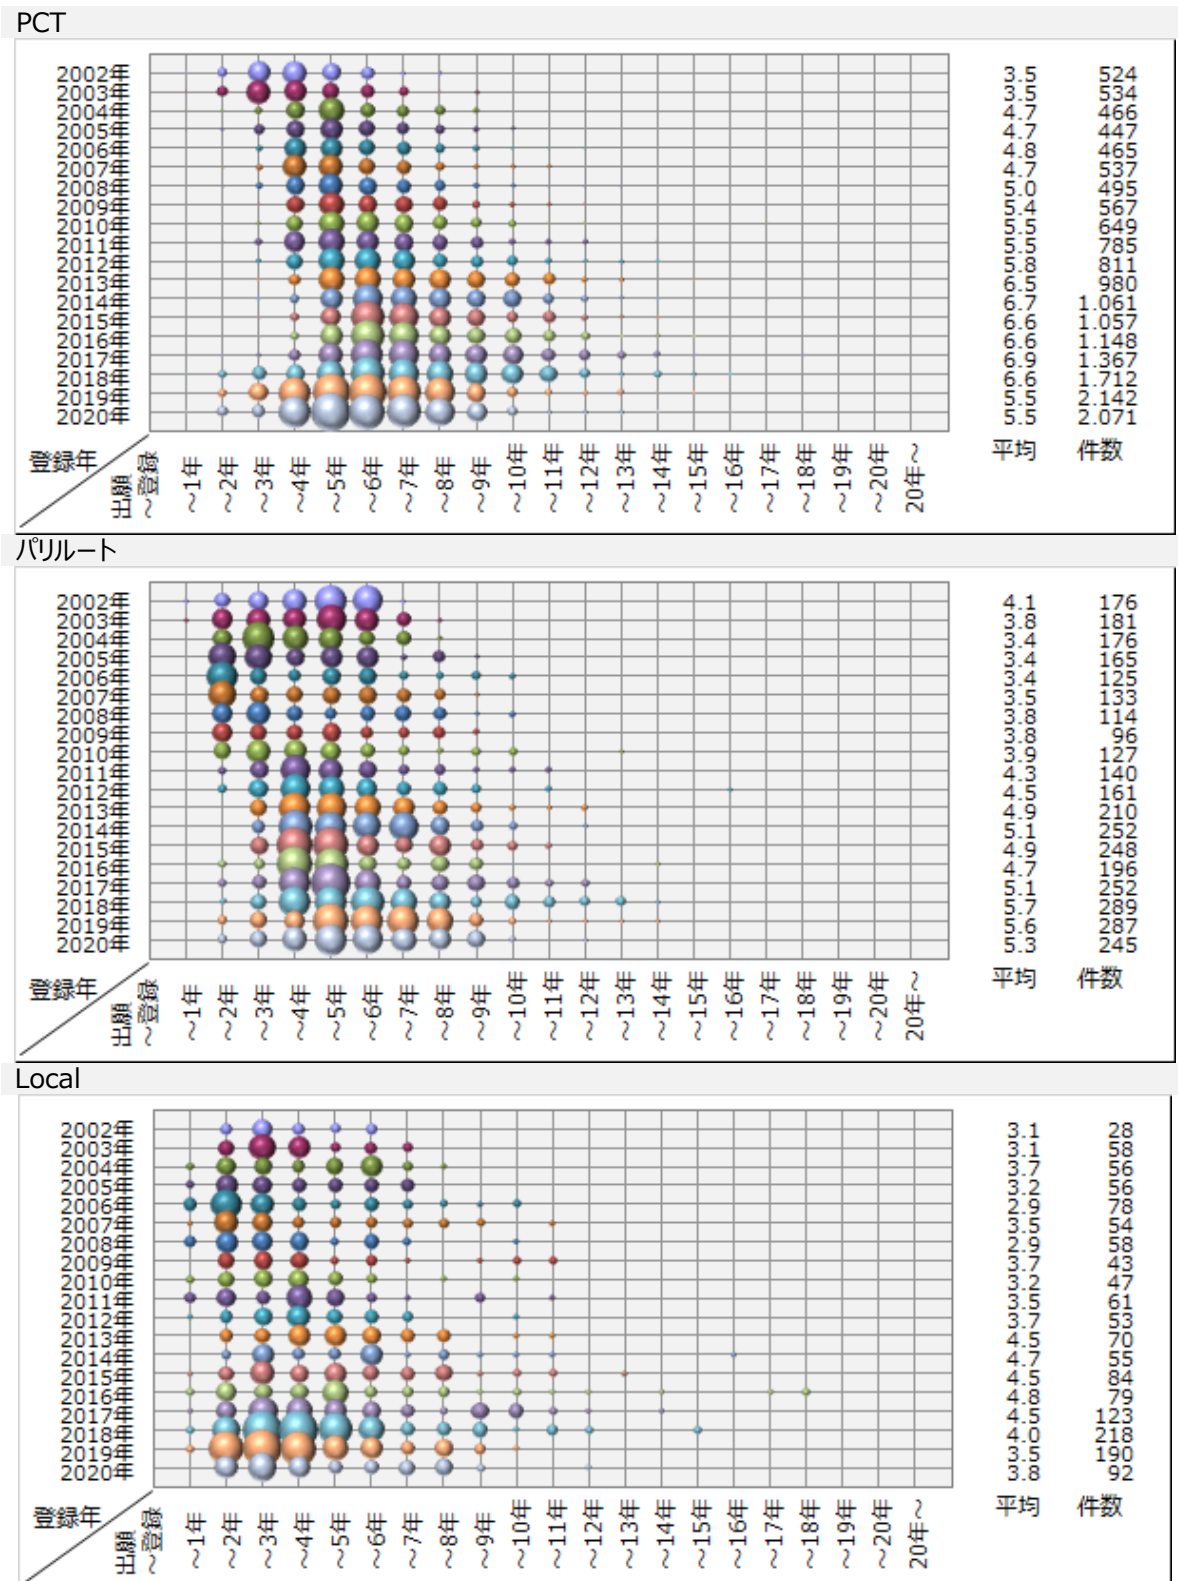 PCT
2002年 3.5 524
2003年 3.5 534
2004年 4.7 466
2005年 4.7 447
2006年 4.8 465
2007年 4.7 537
2008年 5.0 495
2009年 5.4 567
2010年 5.5 649
2011年 5.5 785
2012年 5.8 811
2013年 6.5 980
2014年 6.7 1.061
2015年 6.6 1.057
2016年 6.6 1.148
2017年 6.9 1.367
2018年 6.6 1.712
2019年 5.5 2.142
2020年 5.5 2.071
登録年 出願～登録 ～1年 ～2年 ～3年 ～4年 ～5年 ～6年 ～7年 ～8年 ～9年 ～10年 ～11年 ～12年 ～13年 ～14年 ～15年 ～16年 ～17年 ～18年 ～19年 ～20年 20年～ 平均 件数
パリルート
2002年 4.1 176
2003年 3.8 181
2004年 3.4 176
2005年 3.4 165
2006年 3.4 125
2007年 3.5 133
2008年 3.8 114
2009年 3.8 96
2010年 3.9 127
2011年 4.3 140
2012年 4.5 161
2013年 4.9 210
2014年 5.1 252
2015年 4.9 248
2016年 4.7 196
2017年 5.1 252
2018年 5.7 289
2019年 5.6 287
2020年 5.3 245
登録年 出願～登録 ～1年 ～2年 ～3年 ～4年 ～5年 ～6年 ～7年 ～8年 ～9年 ～10年 ～11年 ～12年 ～13年 ～14年 ～15年 ～16年 ～17年 ～18年 ～19年 ～20年 20年～ 平均 件数
Local
2002年 3.1 28
2003年 3.1 58
2004年 3.7 56
2005年 3.2 56
2006年 2.9 78
2007年 3.5 54
2008年 2.9 58
2009年 3.7 43
2010年 3.2 47
2011年 3.5 61
2012年 3.7 53
2013年 4.5 70
2014年 4.7 55
2015年 4.5 84
2016年 4.8 79
2017年 4.5 123
2018年 4.0 218
2019年 3.5 190
2020年 3.8 92
登録年 出願～登録 ～1年 ～2年 ～3年 ～4年 ～5年 ～6年 ～7年 ～8年 ～9年 ～10年 ～11年 ～12年 ～13年 ～14年 ～15年 ～16年 ～17年 ～18年 ～19年 ～20年 20年～ 平均 件数